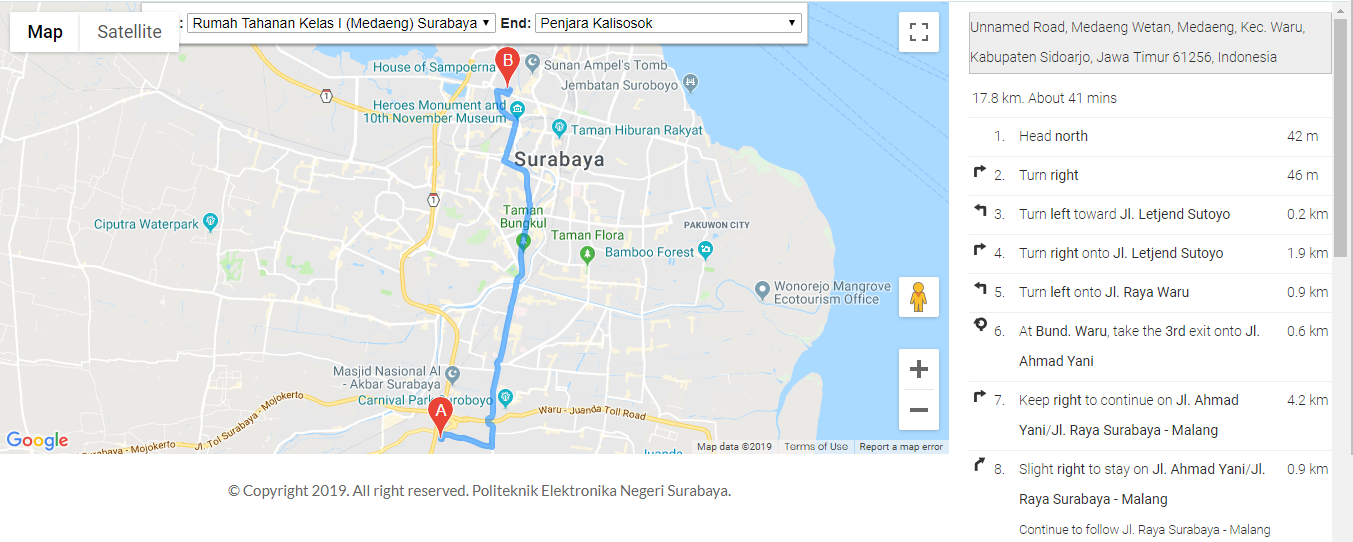 Map
Satellite
: Rumah Tahanan Kelas I (Medaeng) Surabaya End: Penjara Kalisosok
House of Sampoerna
B
Sunan Ampel's Tomb
Jembatan Suroboyo
1
Heroes Monument and
10th November Museum
Taman Hiburan Rakyat
Surabaya
1
Ciputra Waterpark
Taman
Bungkul
Taman Flora
PAKUWON CITY
Bamboo Forest
Wonorejo Mangrove
Ecotourism Office
Masjid Nasional Al
- Akbar Surabaya
Carnival Park Suroboyo
A
Jl. Tol Surabaya - Mojokerto
Waru - Juanda Toll Road
Juanda
Google
Map data ©2019
Terms of Use
Report a map error
© Copyright 2019. All right reserved. Politeknik Elektronika Negeri Surabaya.
Unnamed Road, Medaeng Wetan, Medaeng, Kec. Waru,
Kabupaten Sidoarjo, Jawa Timur 61256, Indonesia
17.8 km. About 41 mins
1. Head north 42 m
2. Turn right 46 m
3. Turn left toward Jl. Letjend Sutoyo 0.2 km
4. Turn right onto Jl. Letjend Sutoyo 1.9 km
5. Turn left onto Jl. Raya Waru 0.9 km
6. At Bund. Waru, take the 3rd exit onto Jl. 0.6 km
Ahmad Yani
7. Keep right to continue on Jl. Ahmad 4.2 km
Yani/Jl. Raya Surabaya - Malang
8. Slight right to stay on Jl. Ahmad Yani/Jl. 0.9 km
Raya Surabaya - Malang
Continue to follow Jl. Raya Surabaya - Malang